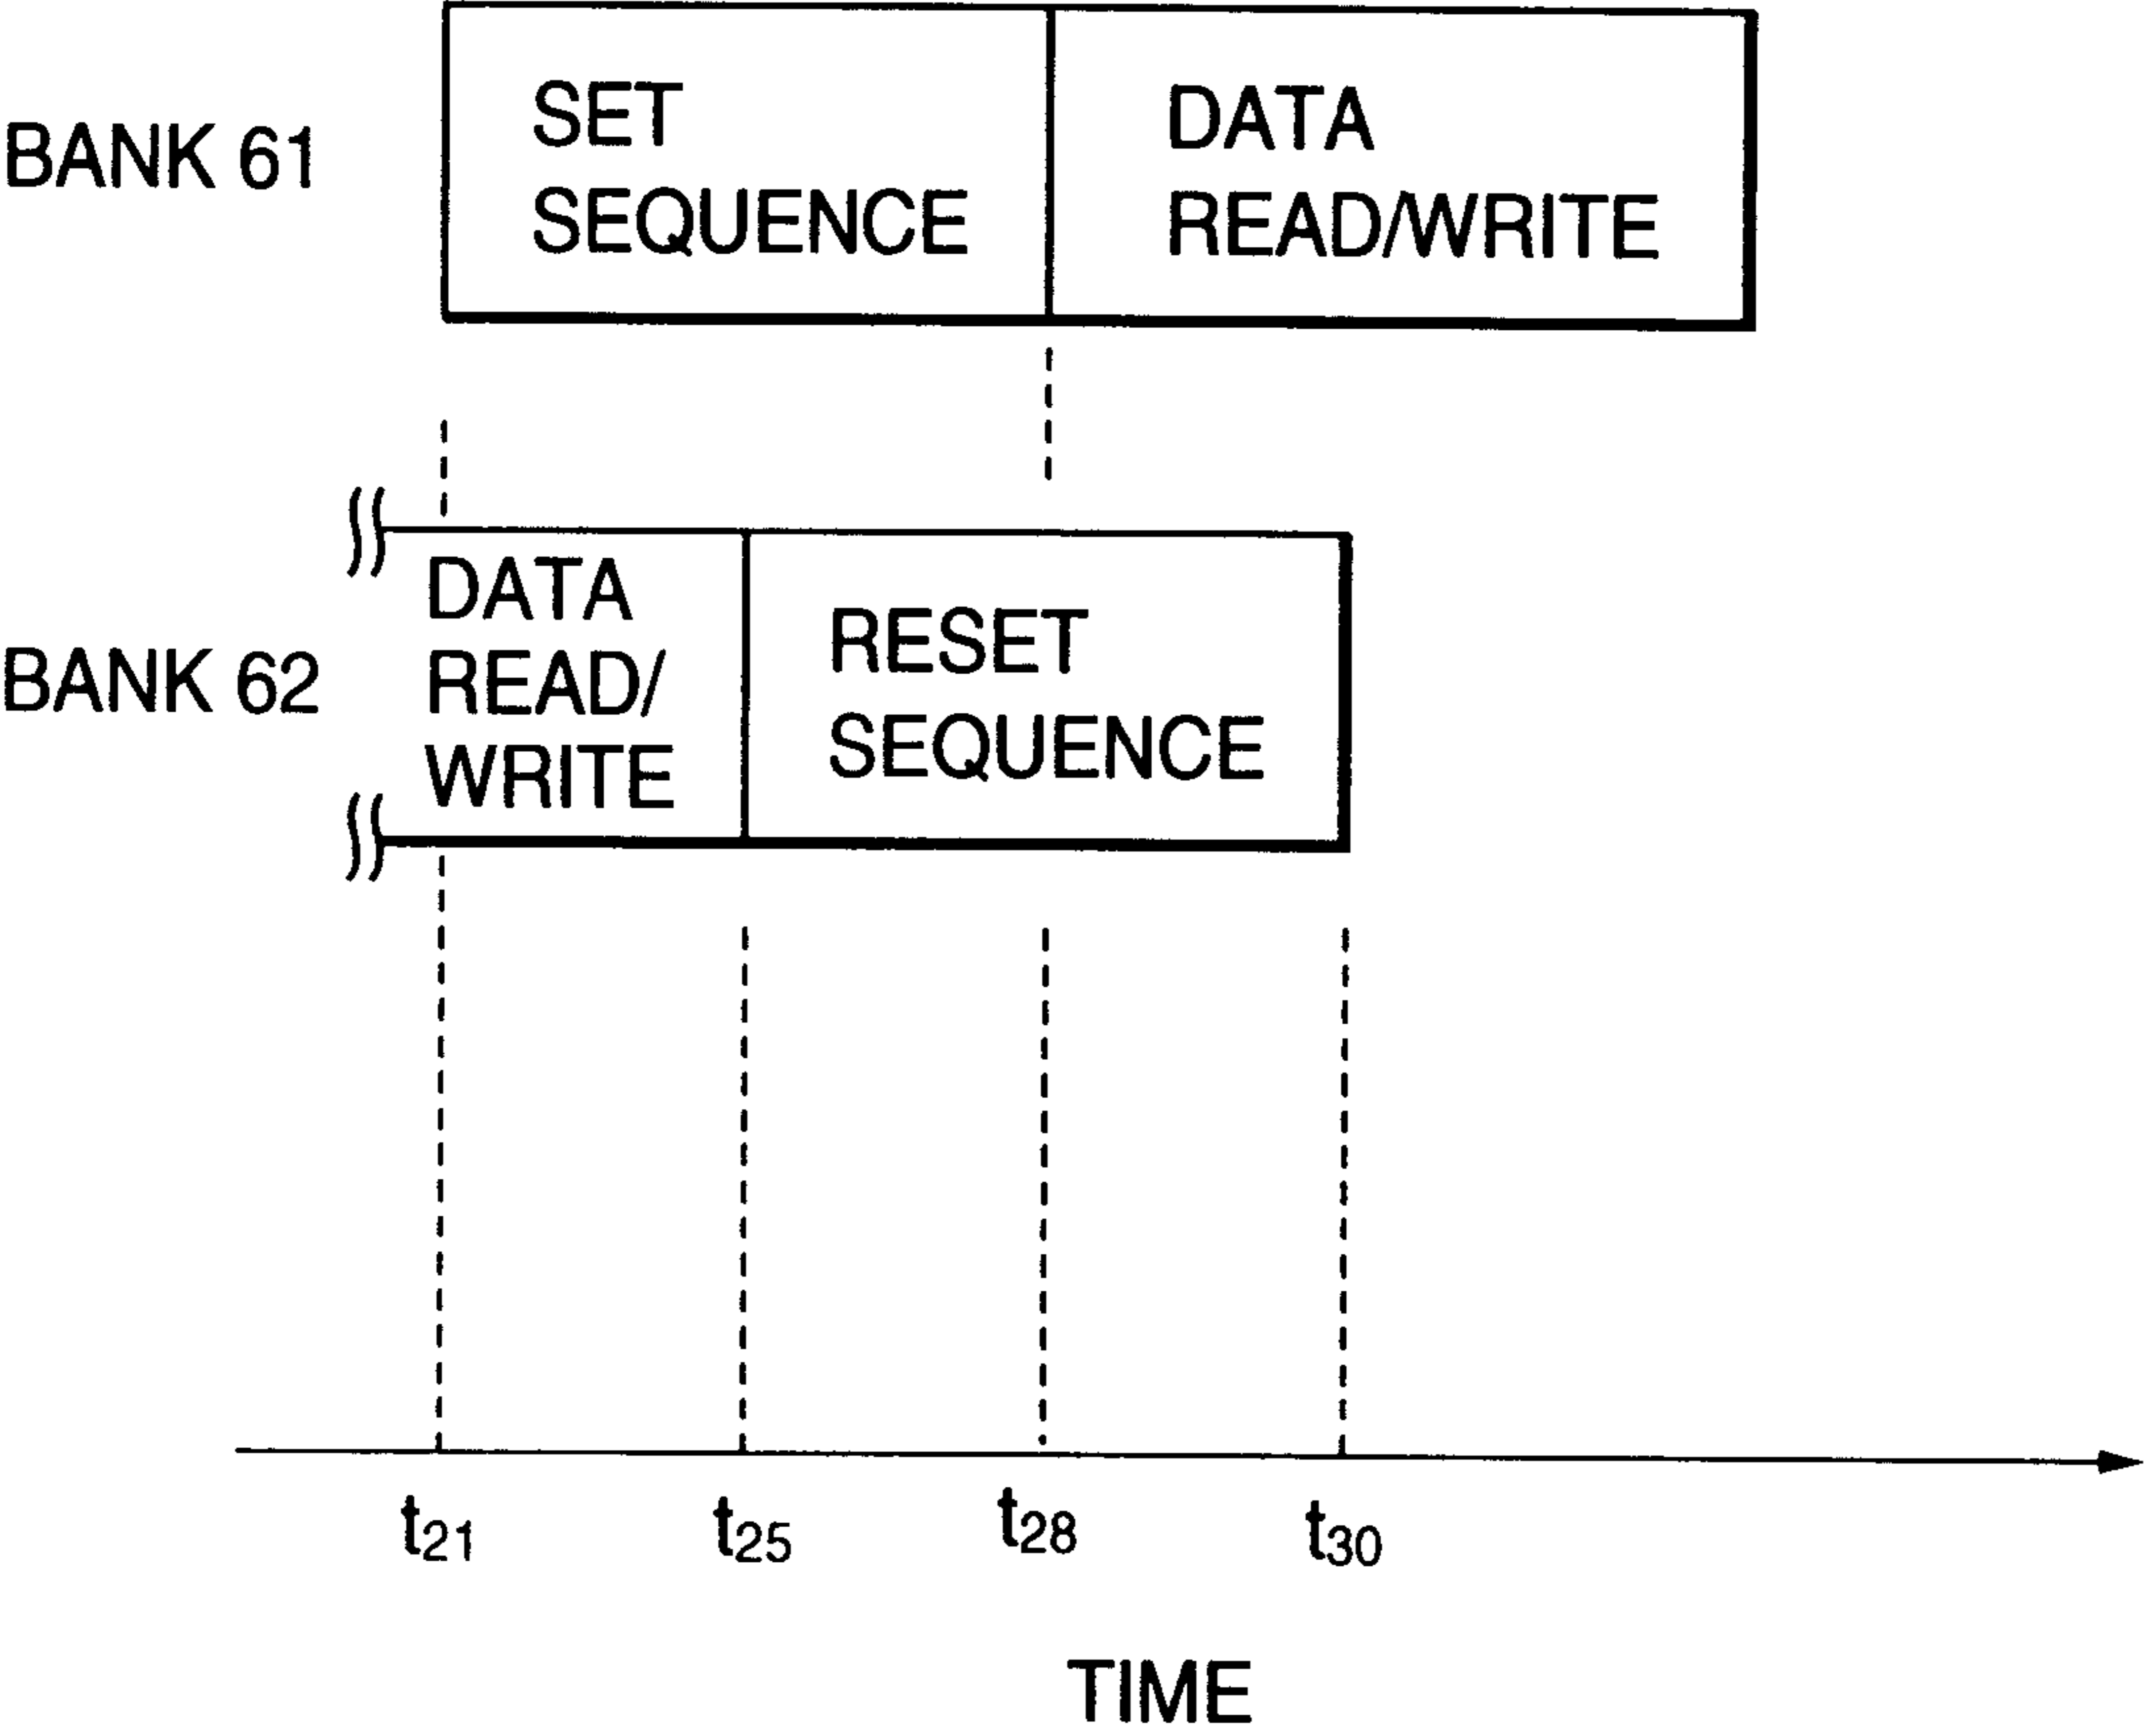 BANK 61
SET
SEQUENCE
DATA
READ/WRITE
BANK 62
DATA
READ/
WRITE
RESET
SEQUENCE
t21
t25
t28
t30
TIME